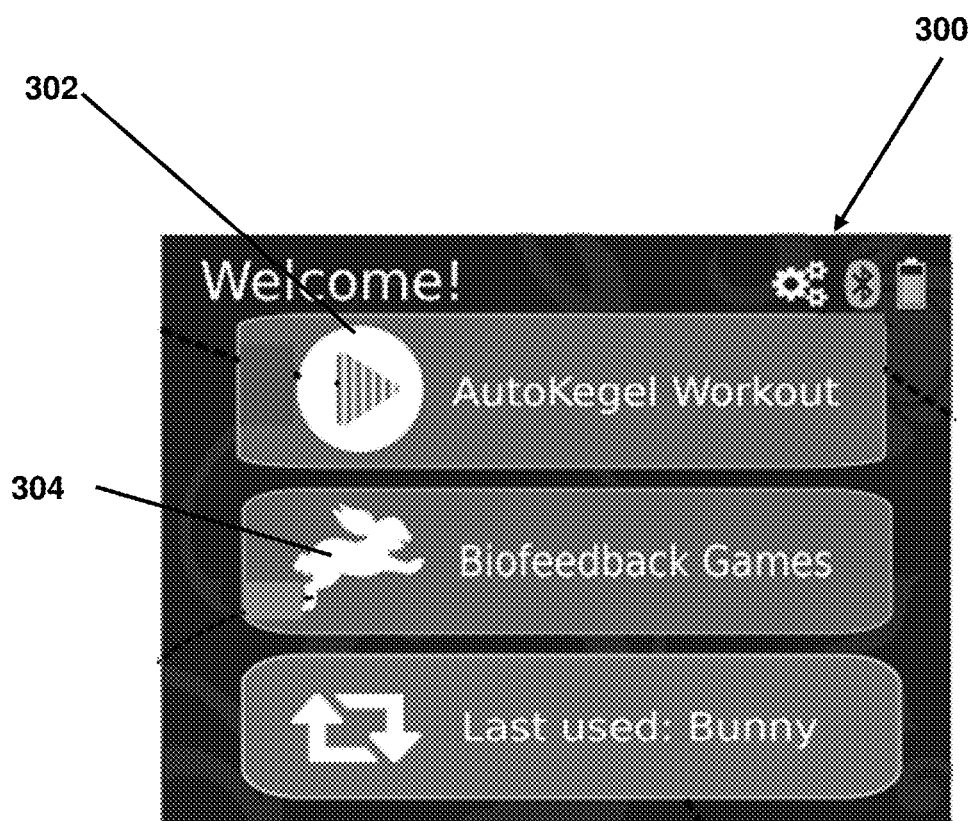 300
302
Welcome!
AutoKegel Workout
304
Biofeedback Games
Last used: Bunny